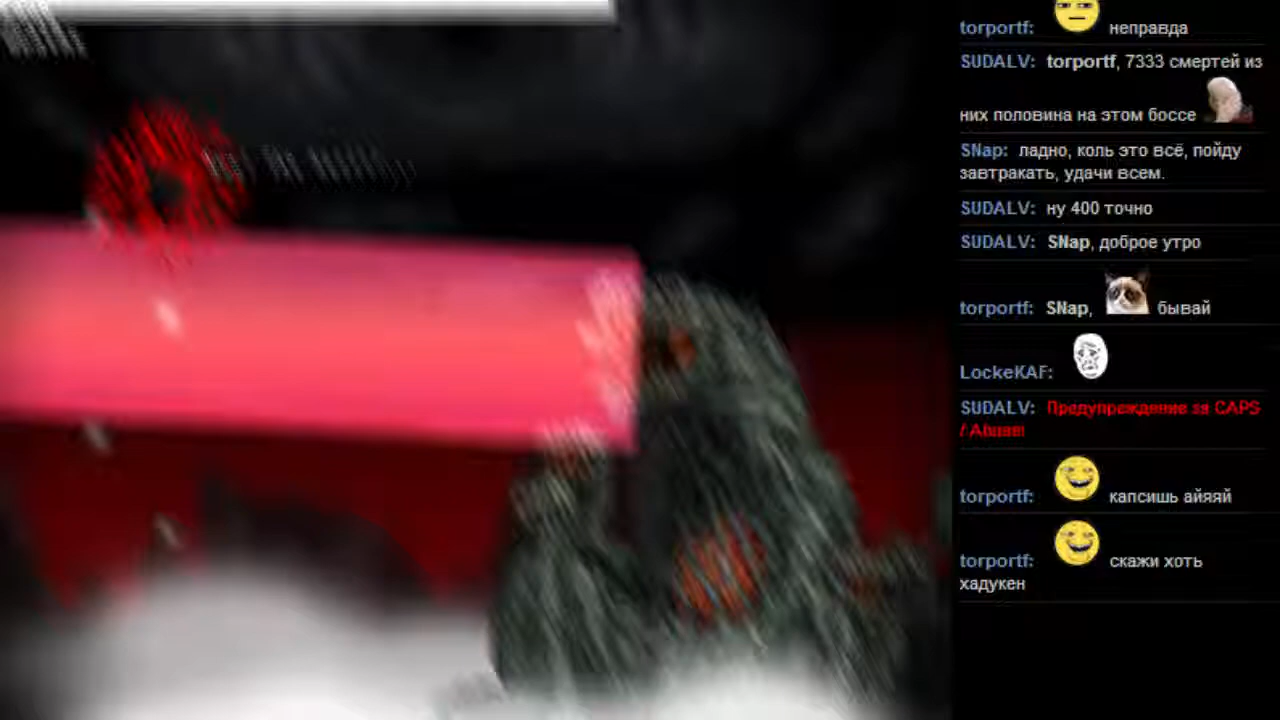 torportf: неправда
SUDALV: torportf, 7333 смертей из
них половина на этом боссе
SNap: ладно, коль это всё, пойду
завтракать, удачи всем.
SUDALV: ну 400 точно
SUDALV: SNap, доброе утро
torportf: SNap, бывай
LockeKAF:
SUDALV: Предупреждение за CAPS
/ Abuse!
torportf: капсишь айяяй
torportf: скажи хоть
хадукен